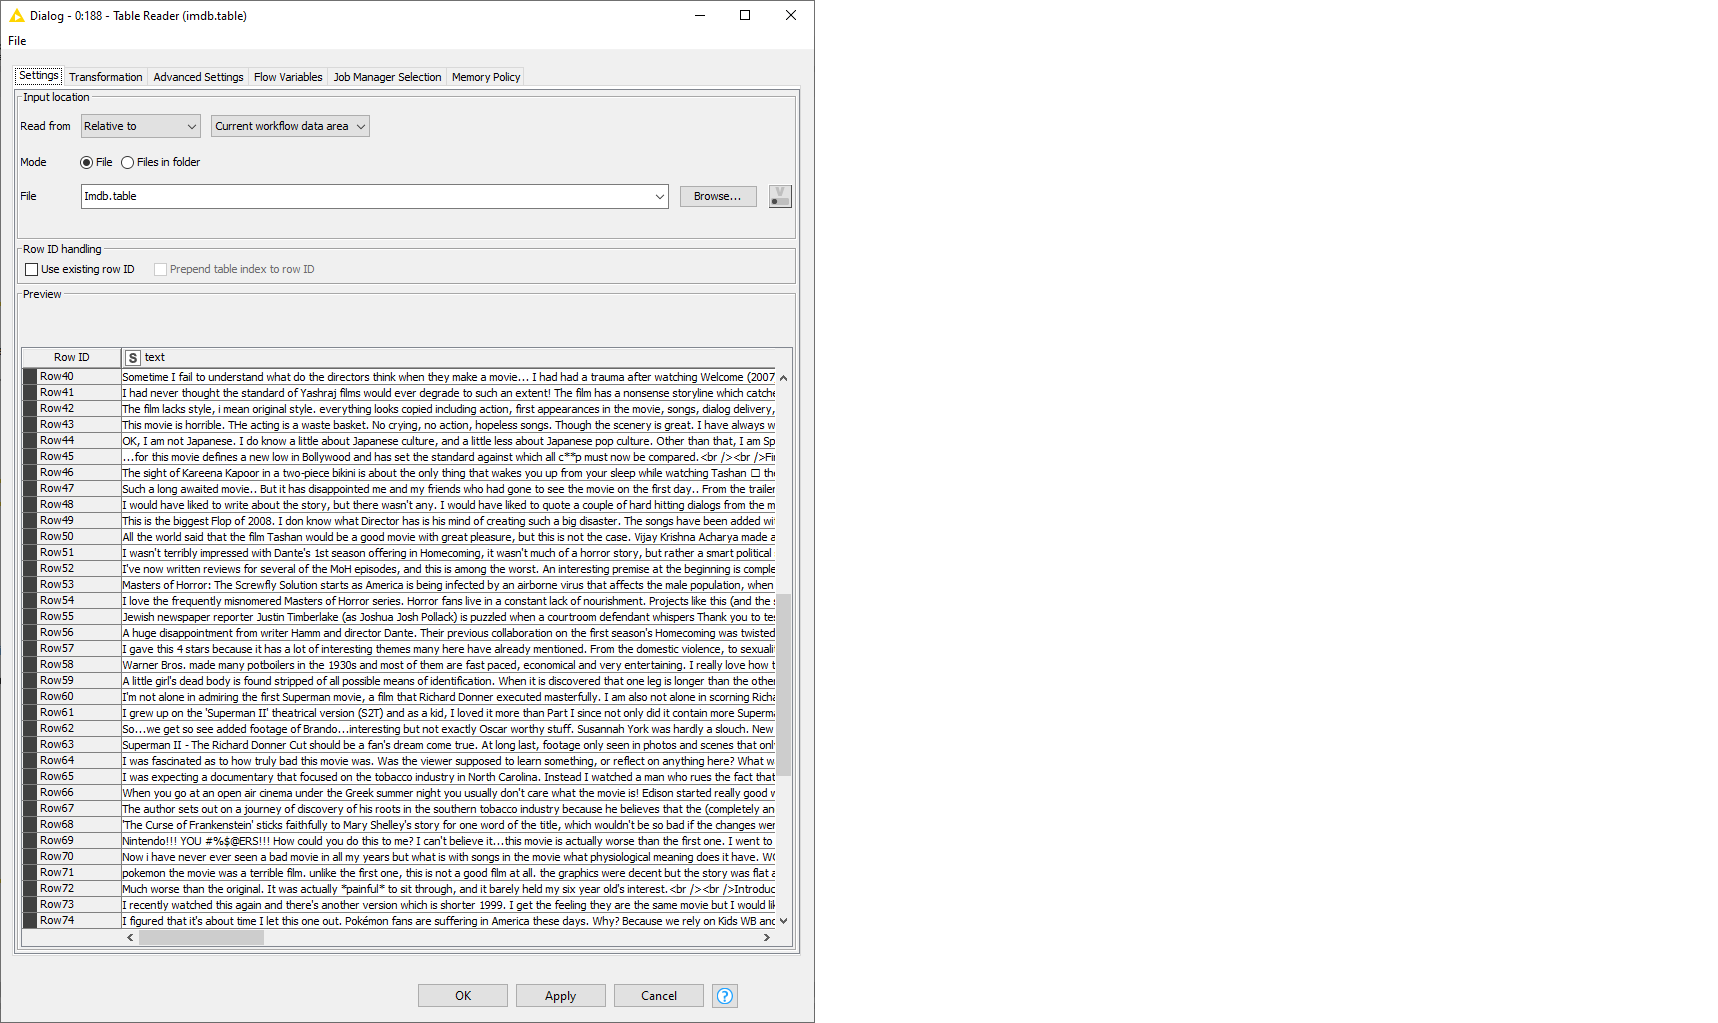 Dialog - 0:188 - Table Reader (imdb.table)
File
Settings Transformation Advanced Settings Flow Variables Job Manager Selection Memory Policy
Input location
Read from Relative to Current workflow data area
Mode File Files in folder
File Imdb.table Browse... V
Row ID handling
Use existing row ID Prepend table index to row ID
Preview
Row ID S text
Row40 Sometime I fail to understand what do the directors think when they make a movie... I had had a trauma after watching Welcome (2007
Row41 I had never thought the standard of Yashraj films would ever degrade to such an extent! The film has a nonsense storyline which catche
Row42 The film lacks style, i mean original style. everything looks copied including action, first appearances in the movie, songs, dialog delivery,
Row43 This movie is horrible. THe acting is a waste basket. No crying, no action, hopeless songs. Though the scenery is great. I have always w
Row44 OK, I am not Japanese. I do know a little about Japanese culture, and a little less about Japanese pop culture. Other than that, I am Sp
Row45 ...for this movie defines a new low in Bollywood and has set the standard against which all c**p must now be compared.<br /><br />Fir
Row46 The sight of Kareena Kapoor in a two-piece bikini is about the only thing that wakes you up from your sleep while watching Tashan □ the
Row47 Such a long awaited movie.. But it has disappointed me and my friends who had gone to see the movie on the first day.. From the trailer
Row48 I would have liked to write about the story, but there wasn't any. I would have liked to quote a couple of hard hitting dialogs from the m
Row49 This is the biggest Flop of 2008. I don know what Director has is his mind of creating such a big disaster. The songs have been added wi
Row50 All the world said that the film Tashan would be a good movie with great pleasure, but this is not the case. Vijay Krishna Acharya made a
Row51 I wasn't terribly impressed with Dante's 1st season offering in Homecoming, it wasn't much of a horror story, but rather a smart political
Row52 I've now written reviews for several of the MoH episodes, and this is among the worst. An interesting premise at the beginning is comple
Row53 Masters of Horror: The Screwfly Solution starts as America is being infected by an airborne virus that affects the male population, when
Row54 I love the frequently misnomered Masters of Horror series. Horror fans live in a constant lack of nourishment. Projects like this (and the s
Row55 Jewish newspaper reporter Justin Timberlake (as Joshua Josh Pollack) is puzzled when a courtroom defendant whispers Thank you to tes
Row56 A huge disappointment from writer Hamm and director Dante. Their previous collaboration on the first season's Homecoming was twisted
Row57 I gave this 4 stars because it has a lot of interesting themes many here have already mentioned. From the domestic violence, to sexuali
Row58 Warner Bros. made many potboilers in the 1930s and most of them are fast paced, economical and very entertaining. I really love how t
Row59 A little girl's dead body is found stripped of all possible means of identification. When it is discovered that one leg is longer than the other
Row60 I'm not alone in admiring the first Superman movie, a film that Richard Donner executed masterfully. I am also not alone in scorning Richa
Row61 I grew up on the 'Superman II' theatrical version (S2T) and as a kid, I loved it more than Part I since not only did it contain more Superma
Row62 So...we get so see added footage of Brando...interesting but not exactly Oscar worthy stuff. Susannah York was hardly a slouch. New
Row63 Superman II - The Richard Donner Cut should be a fan's dream come true. At long last, footage only seen in photos and scenes that onl
Row64 I was fascinated as to how truly bad this movie was. Was the viewer supposed to learn something, or reflect on anything here? What w
Row65 I was expecting a documentary that focused on the tobacco industry in North Carolina. Instead I watched a man who rues the fact that
Row66 When you go at an open air cinema under the Greek summer night you usually don't care what the movie is! Edison started really good w
Row67 The author sets out on a journey of discovery of his roots in the southern tobacco industry because he believes that the (completely an
Row68 'The Curse of Frankenstein' sticks faithfully to Mary Shelley's story for one word of the title, which wouldn't be so bad if the changes wer
Row69 Nintendo!!! YOU #%$@ERS!!! How could you do this to me? I can't believe it...this movie is actually worse than the first one. I went to
Row70 Now i have never ever seen a bad movie in all my years but what is with songs in the movie what physiological meaning does it have. WO
Row71 pokemon the movie was a terrible film. unlike the first one, this is not a good film at all. the graphics were decent but the story was flat a
Row72 Much worse than the original. It was actually *painful* to sit through, and it barely held my six year old's interest.<br /><br />Introduc
Row73 I recently watched this again and there's another version which is shorter 1999. I get the feeling they are the same movie but I would lik
Row74 I figured that it's about time I let this one out. Pokémon fans are suffering in America these days. Why? Because we rely on Kids WB and
OK Apply Cancel ?